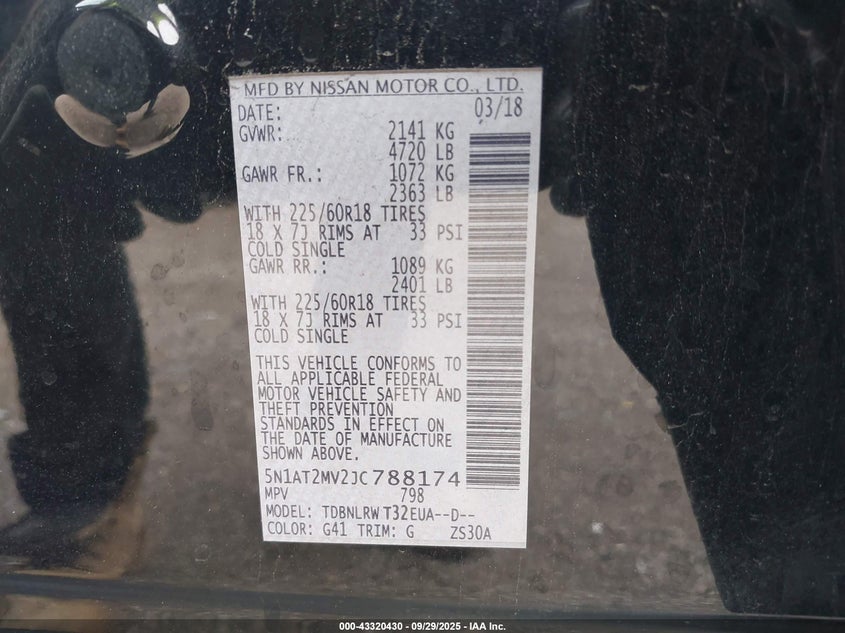 MFD BY NISSAN MOTOR CO., LTD.
DATE: 03/18
GVWR: 2141 KG
4720 LB
GAWR FR.: 1072 KG
2363 LB
WITH 225/60R18 TIRES
18 X 7J RIMS AT 33 PSI
COLD SINGLE
GAWR RR.: 1089 KG
2401 LB
WITH 225/60R18 TIRES
18 X 7J RIMS AT 33 PSI
COLD SINGLE
THIS VEHICLE CONFORMS TO
ALL APPLICABLE FEDERAL
MOTOR VEHICLE SAFETY AND
THEFT PREVENTION
STANDARDS IN EFFECT ON
THE DATE OF MANUFACTURE
SHOWN ABOVE.
5N1AT2MV2JC788174
MPV 798
MODEL: TDBNLRW T32EUA--D--
COLOR: G41 TRIM: G ZS30A
000-43320430 - 09/29/2025 - IAA Inc.